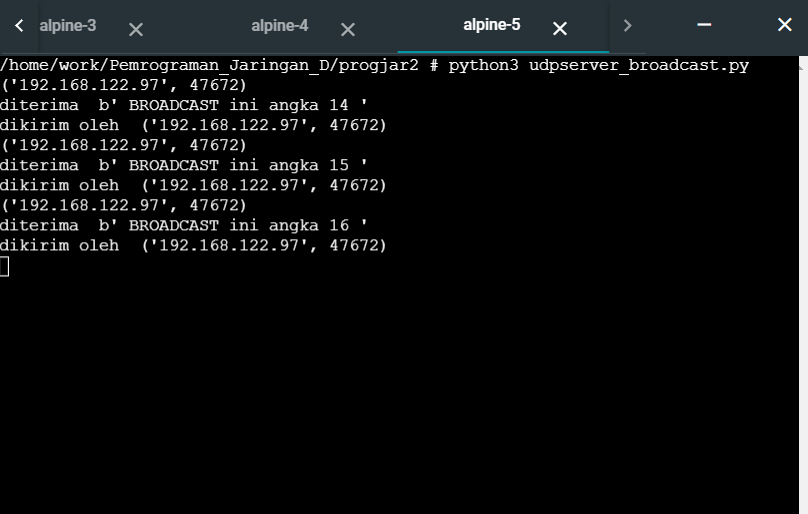 alpine-3 alpine-4 alpine-5
/home/work/Pemrograman_Jaringan_D/progjar2 # python3 udpserver_broadcast.py
('192.168.122.97', 47672)
diterima  b' BROADCAST ini angka 14 '
dikirim oleh  ('192.168.122.97', 47672)
('192.168.122.97', 47672)
diterima  b' BROADCAST ini angka 15 '
dikirim oleh  ('192.168.122.97', 47672)
('192.168.122.97', 47672)
diterima  b' BROADCAST ini angka 16 '
dikirim oleh  ('192.168.122.97', 47672)